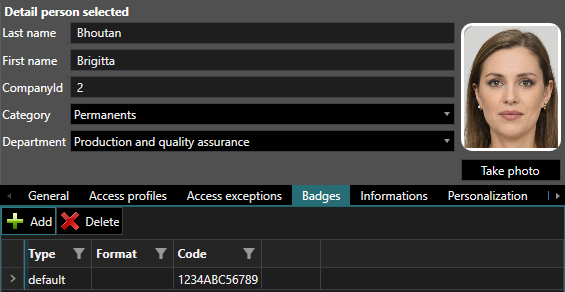 Detail person selected
Last name Bhoutan
First name Brigitta
CompanyId 2
Category Permanents
Department Production and quality assurance
Take photo
General Access profiles Access exceptions Badges Informations Personalization
Add Delete
Type Format Code
default 1234ABC56789